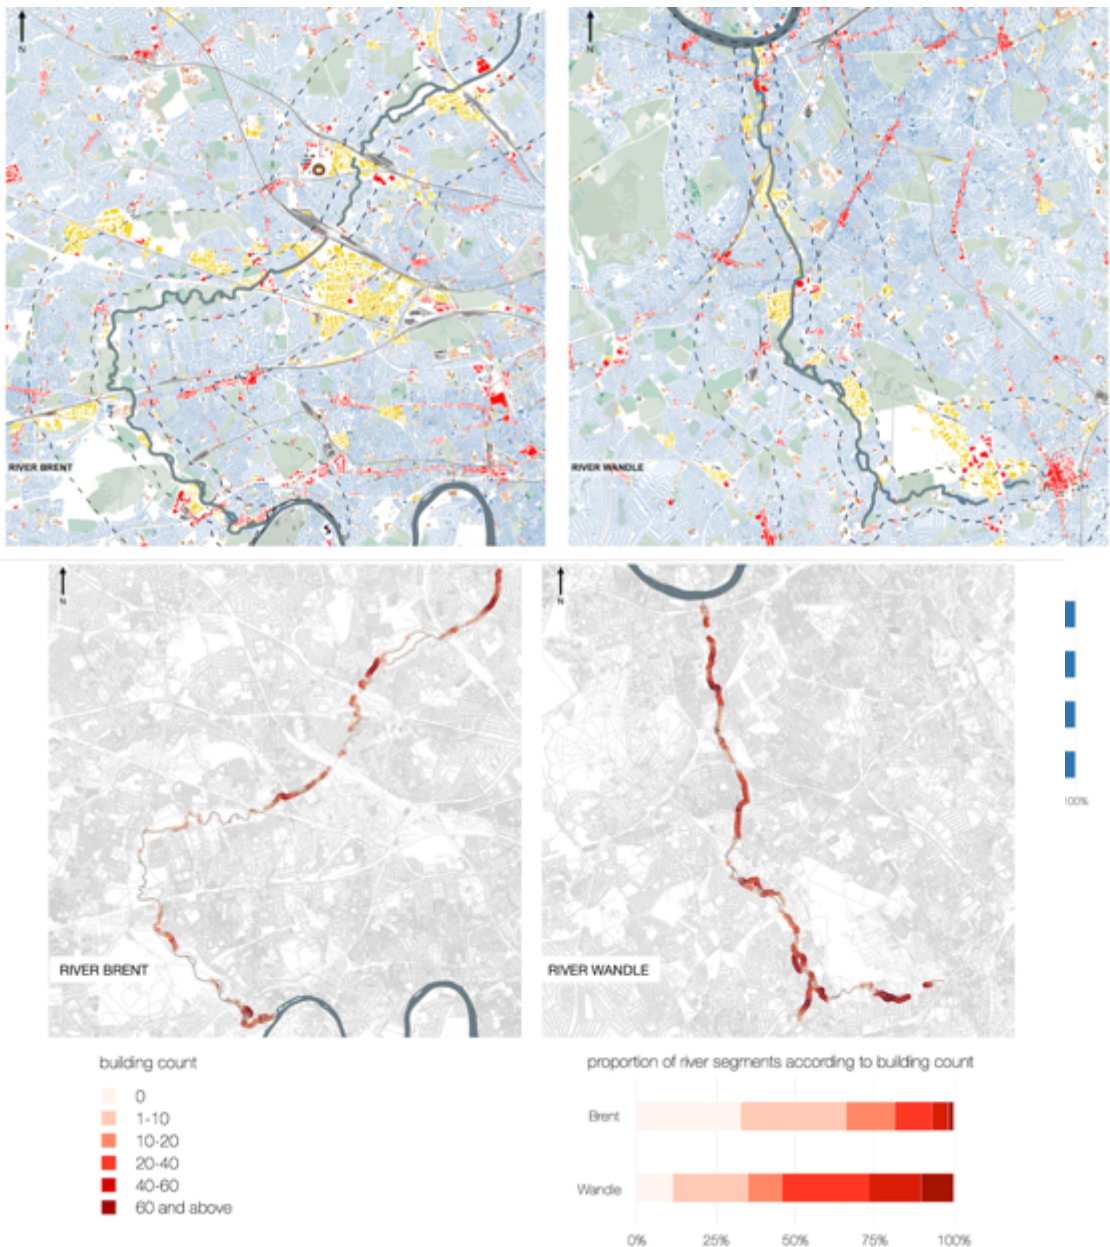 N
N
RIVER BRENT
RIVER WANDLE
N
N
100%
RIVER BRENT
RIVER WANDLE
building count
0
1-10
10-20
20-40
40-60
60 and above
proportion of river segments according to building count
Brent
Wandle
0%
25%
50%
75%
100%